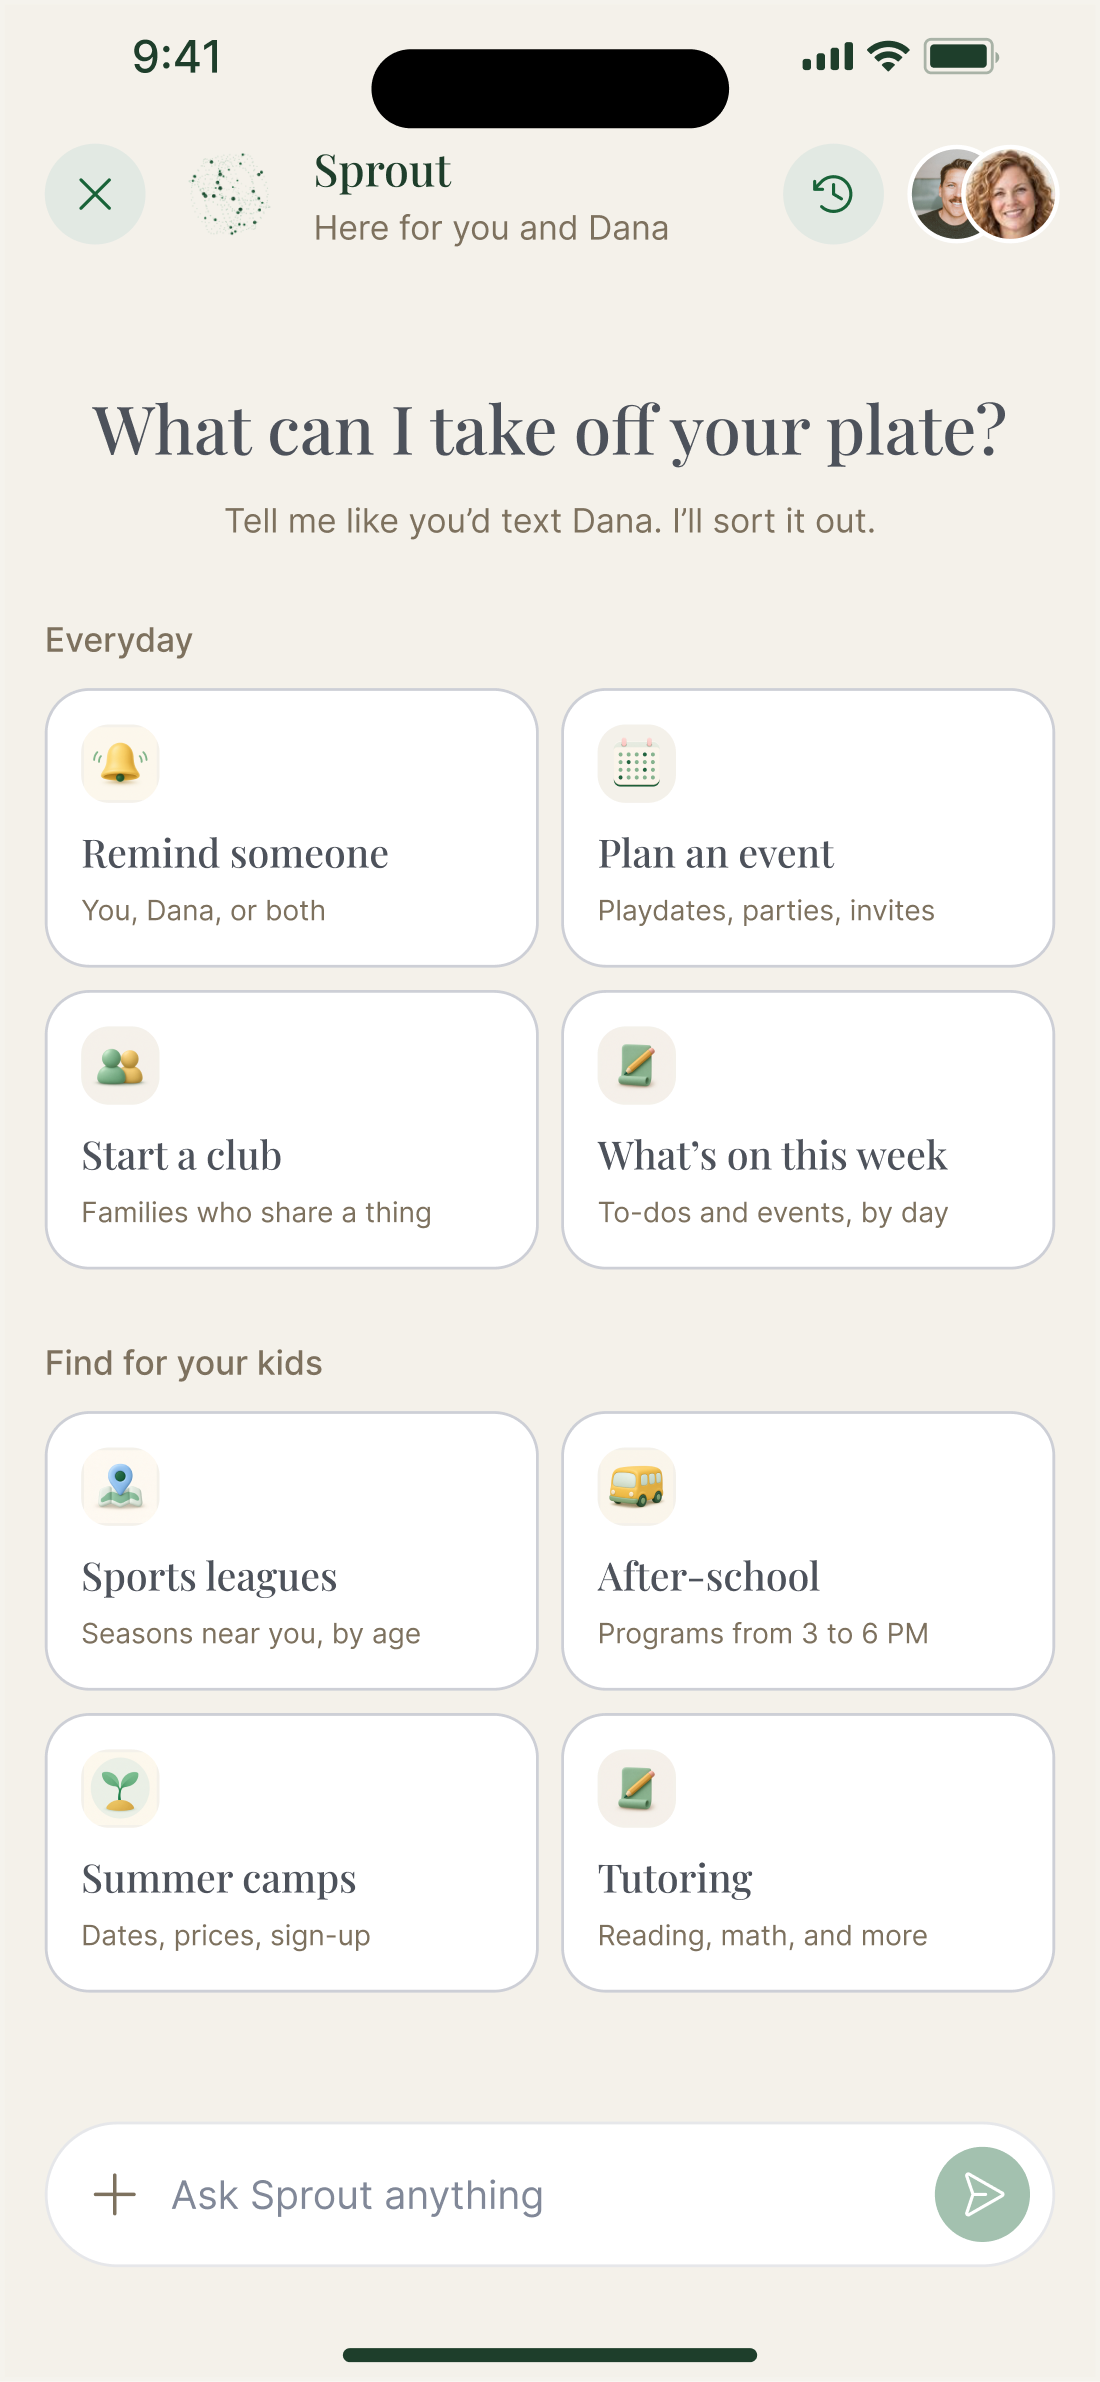 9:41
Sprout
Here for you and Dana
What can I take off your plate?
Tell me like you’d text Dana. I’ll sort it out.
Everyday
Remind someone
You, Dana, or both
Plan an event
Playdates, parties, invites
Start a club
Families who share a thing
What’s on this week
To-dos and events, by day
Find for your kids
Sports leagues
Seasons near you, by age
After-school
Programs from 3 to 6 PM
Summer camps
Dates, prices, sign-up
Tutoring
Reading, math, and more
Ask Sprout anything